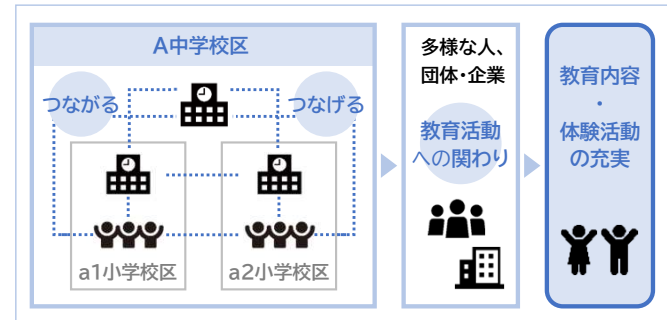 A中学校区
つながる
つなげる
a1小学校区
a2小学校区
多様な人、
団体・企業
教育活動
への関わり
教育内容
・
体験活動
の充実